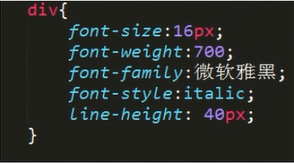 div{
font-size:16px;
font-weight:700;
font-family:微软雅黑;
font-style:italic;
line-height: 40px;
}